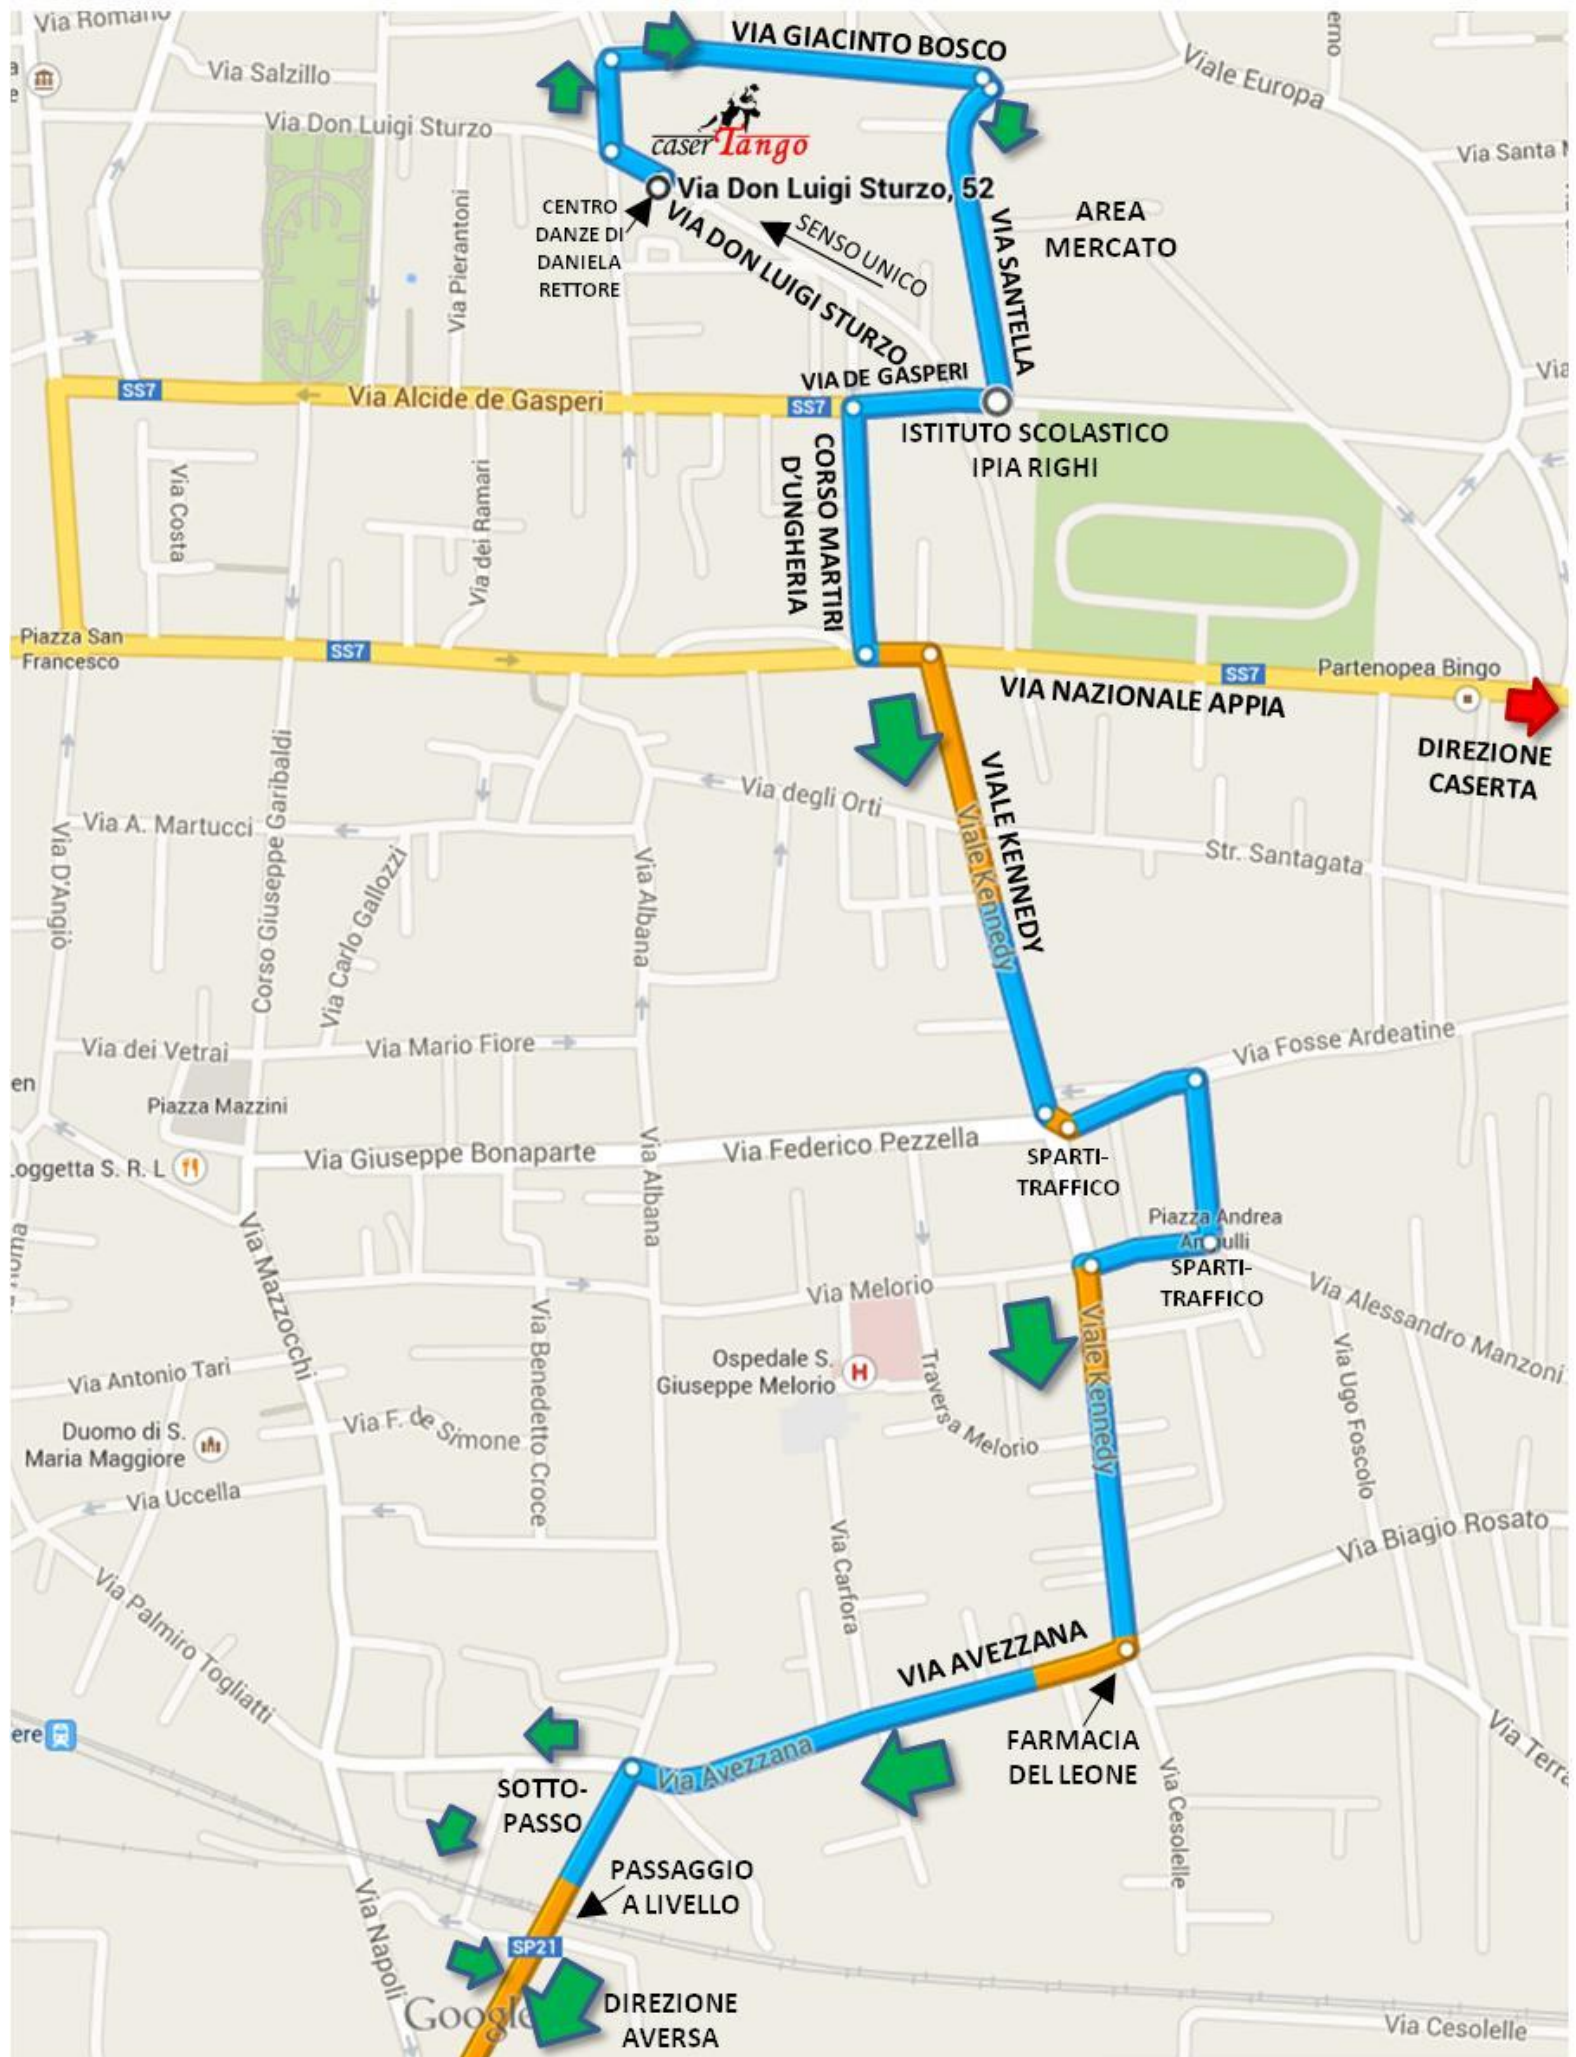 Via Romano
VIA GIACINTO BOSCO
Via Salzillo
Viale Europa
erno
a
e
Via Don Luigi Sturzo
caserTango
Via Santa
Via Don Luigi Sturzo, 52
CENTRO
DANZE DI
DANIELA
RETTORE
VIA DON LUIGI STURZO
SENSO UNICO
VIA SANTELLA
AREA
MERCATO
Via Pierantoni
Via
SS7
Via Alcide de Gasperi
SS7
VIA DE GASPERI
ISTITUTO SCOLASTICO
IPIA RIGHI
CORSO MARTIRI
D'UNGHERIA
Via Costa
Via dei Ramari
Piazza San
Francesco
SS7
SS7
Partenopea Bingo
VIA NAZIONALE APPIA
DIREZIONE
CASERTA
VIALE KENNEDY
Viale Kennedy
Via degli Orti
Str. Santagata
Via A. Martucci
Via D'Angiò
Corso Giuseppe Garibaldi
Via Carlo Gallozzi
Via Albana
Via dei Vetrai
Via Mario Fiore
Via Fosse Ardeatine
en
Piazza Mazzini
Via Giuseppe Bonaparte
Via Federico Pezzella
oggetta S. R. L
Via Albana
SPARTI-
TRAFFICO
Piazza Andrea
Angiulli
SPARTI-
TRAFFICO
Via Mazzocchi
Via Melorio
Via Alessandro Manzoni
Via Benedetto Croce
Ospedale S.
Giuseppe Melorio
H
Traversa Melorio
Viale Kennedy
Via Ugo Foscolo
Via Antonio Tari
Duomo di S.
Maria Maggiore
Via F. de Simone
Via Uccella
Via Biagio Rosato
Via Carfora
Via Palmiro Togliatti
VIA AVEZZANA
ere
Via Avezzana
FARMACIA
DEL LEONE
Via Terra
SOTTO-
PASSO
Via Cesolelle
PASSAGGIO
A LIVELLO
Via Napoli
SP21
Google
DIREZIONE
AVERSA
Via Cesolelle